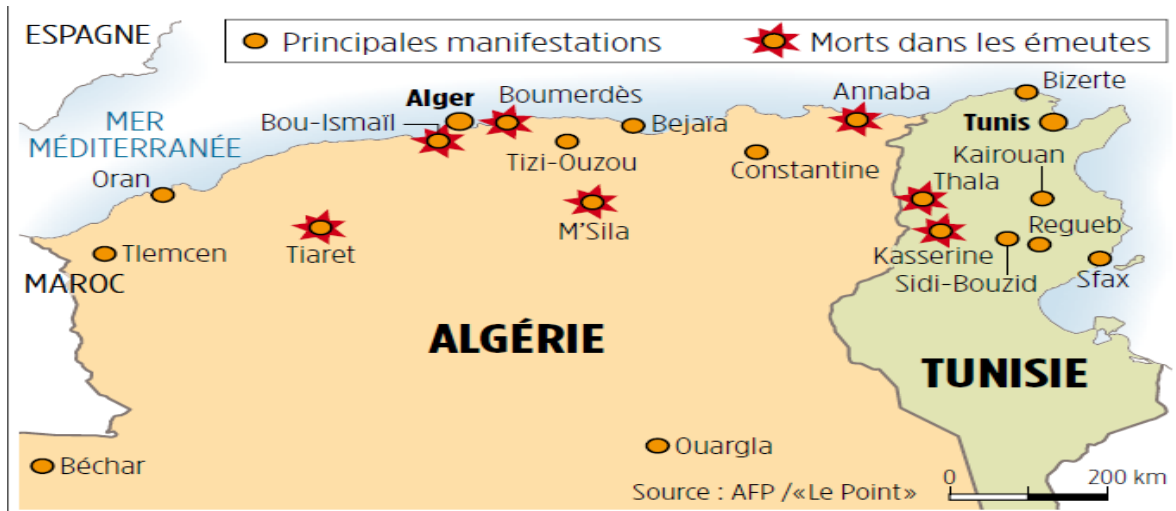 ESPAGNE
Principales manifestations
Morts dans les émeutes
MER
MÉDITERRANÉE
Alger
Boumerdès
Annaba
Bizerte
Bou-Ismaïl
Bejaïa
Tunis
Tizi-Ouzou
Constantine
Kairouan
Oran
Thala
M'Sila
Regueb
Tlemcen
Tiaret
Kasserine
Sidi-Bouzid
Sfax
MAROC
ALGÉRIE
TUNISIE
Ouargla
Béchar
Source : AFP /«Le Point»
0
200 km